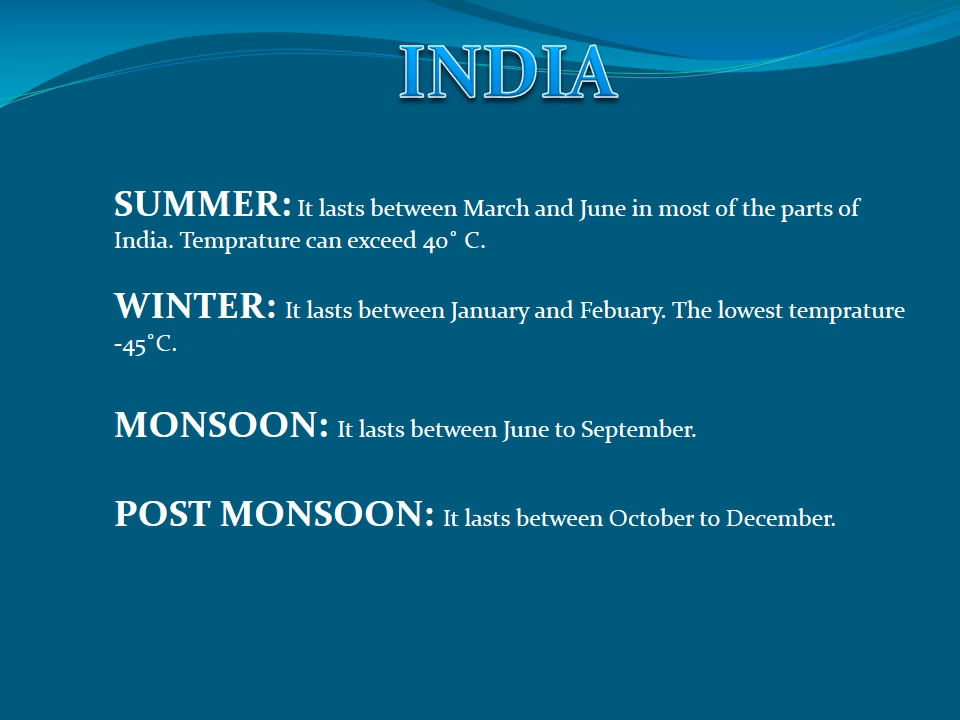 INDIA
SUMMER: It lasts between March and June in most of the parts of
India. Temprature can exceed 40˚ C.
WINTER: It lasts between January and Febuary. The lowest temprature
-45˚C.
MONSOON: It lasts between June to September.
POST MONSOON: It lasts between October to December.